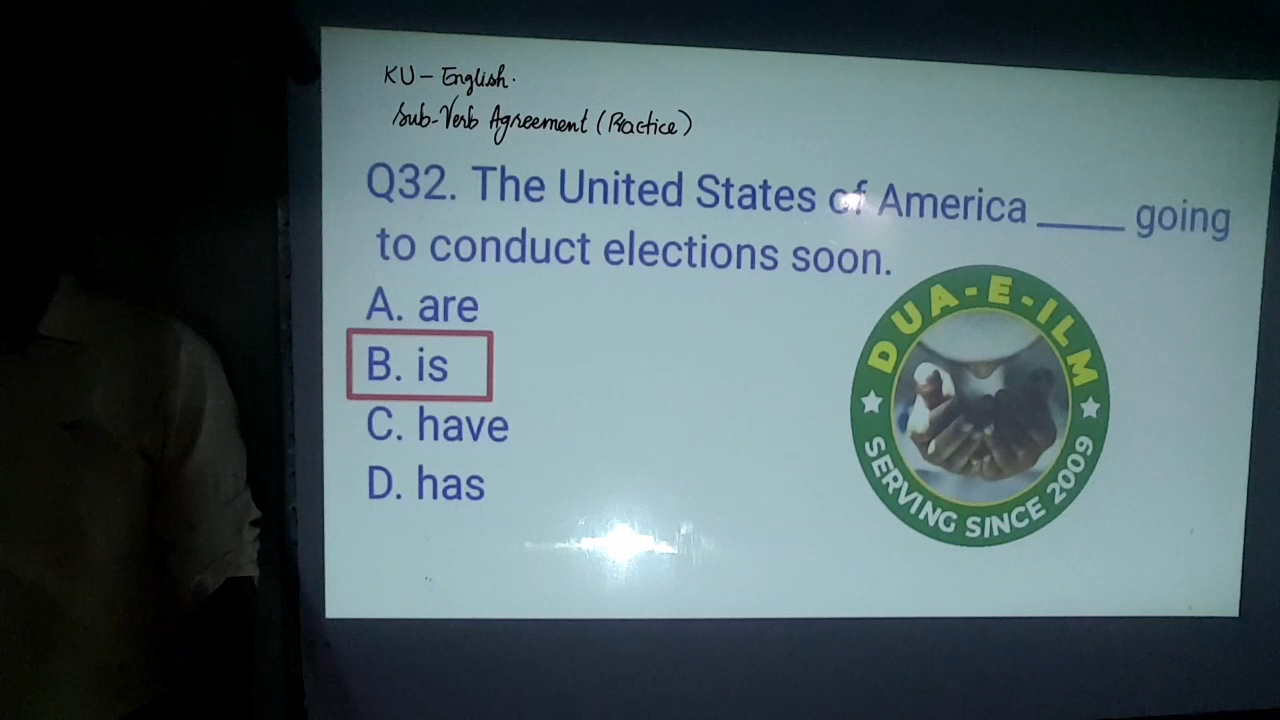 KU - English.
Sub-Verb Agreement (Practice)
Q32. The United States of America _____ going
to conduct elections soon.
A. are
B. is
C. have
D. has
DUA-E-ILM
SERVING SINCE 2009